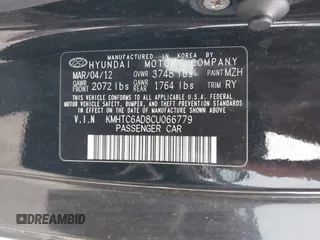 MANUFACTURED IN KOREA BY
HYUNDAI MOTOR COMPANY
MAR/04/12 GVWR 3748 lbs PAINT MZH
GAWR FRONT 2072 lbs GAWR REAR 1764 lbs TRIM RY
THIS VEHICLE CONFORMS TO ALL APPLICABLE
U.S. FEDERAL MOTOR VEHICLE SAFETY, BUMPER, AND
THEFT PREVENTION STANDARDS IN EFFECT
ON THE DATE OF MANUFACTURE SHOWN ABOVE.
V.I.N KMHTC6AD8CU066779
PASSENGER CAR
DREAMBID